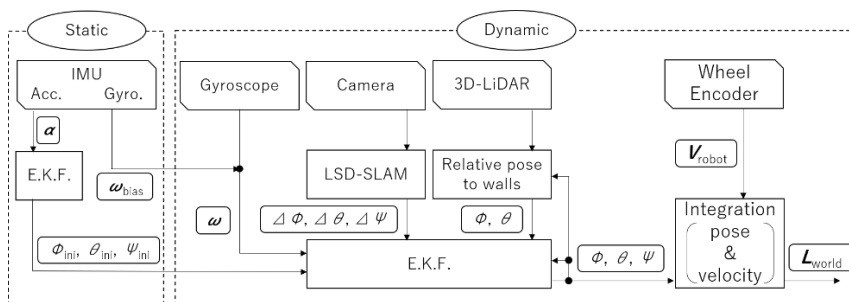 Static
Dynamic
IMU
Acc. Gyro.
Gyroscope
Camera
3D-LiDAR
Wheel
Encoder
α
E.K.F.
ω_bias
LSD-SLAM
Relative pose
to walls
V_robot
ω
⊿Φ, ⊿θ, ⊿Ψ
Φ, θ
Integration
pose
&
velocity
Φ_ini, θ_ini, Ψ_ini
E.K.F.
Φ, θ, Ψ
L_world